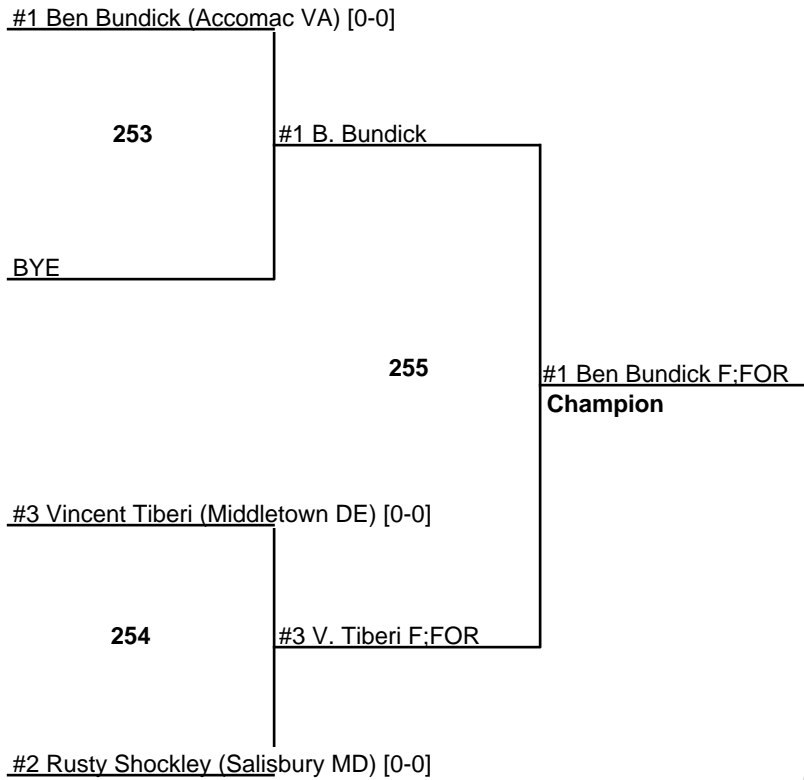 #1 Ben Bundick (Accomac VA) [0-0]
253
#1 B. Bundick
BYE
255
#1 Ben Bundick F;FOR
Champion
#3 Vincent Tiberi (Middletown DE) [0-0]
254
#3 V. Tiberi F;FOR
#2 Rusty Shockley (Salisbury MD) [0-0]